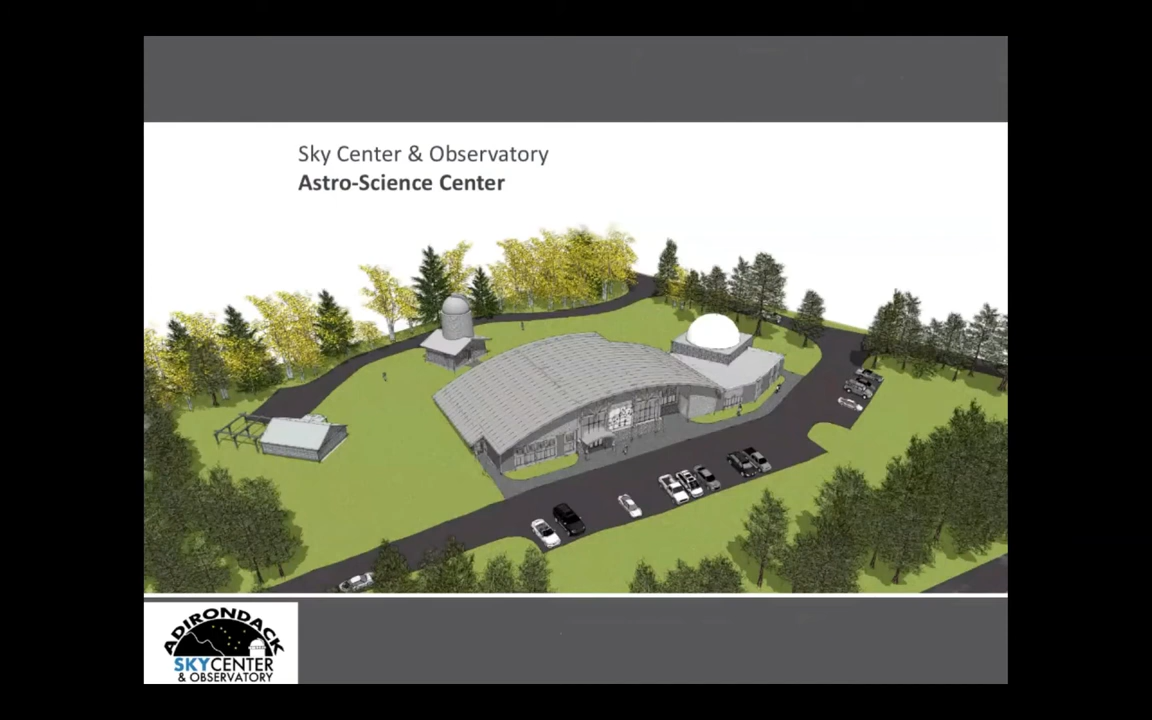 Sky Center & Observatory
Astro-Science Center
ADIRONDACK
SKYCENTER
& OBSERVATORY